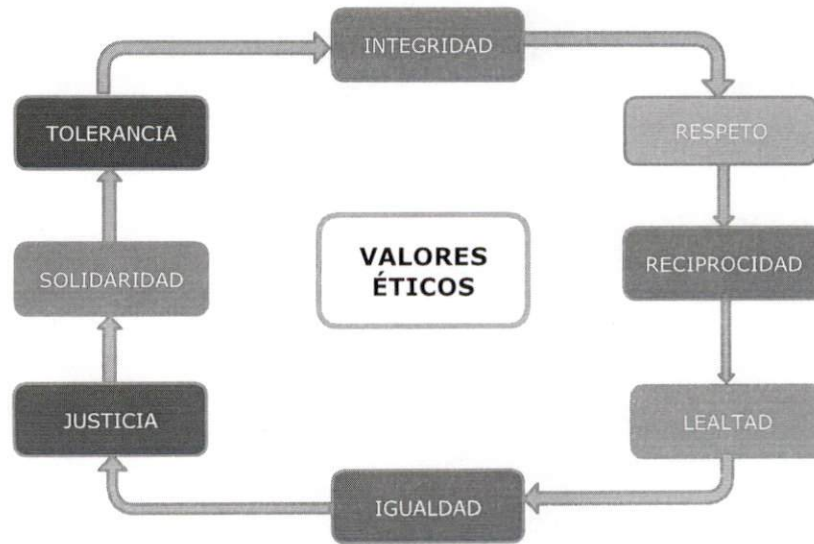 INTEGRIDAD
RESPETO
RECIPROCIDAD
LEALTAD
IGUALDAD
JUSTICIA
SOLIDARIDAD
TOLERANCIA
VALORES
ÉTICOS